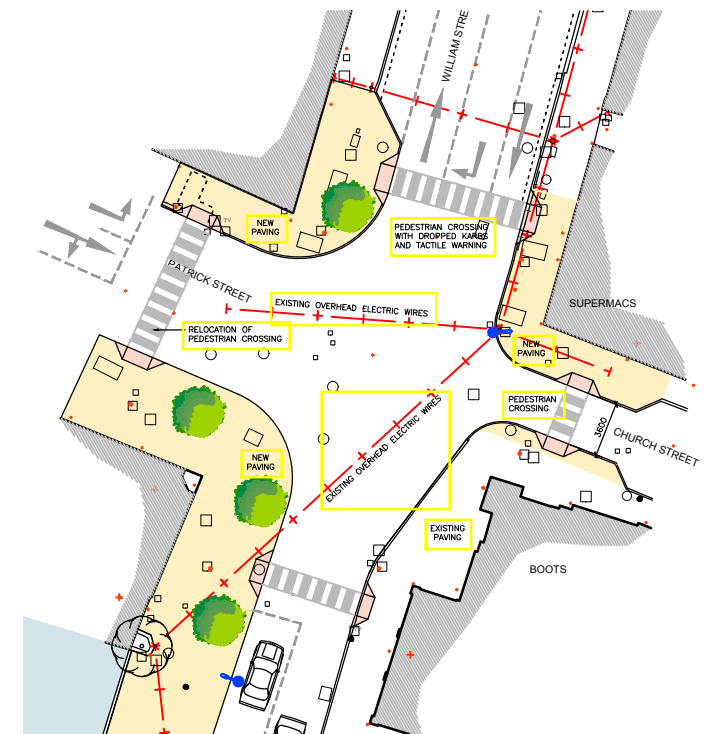 WILLIAM STREE
TV
NEW
PAVING
PEDESTRIAN CROSSING
WITH DROPPED KARBS
AND TACTILE WARNING
PATRICK STREET
EXISTING OVERHEAD ELECTRIC WIRES
SUPERMACS
RELOCATION OF
PEDESTRIAN CROSSING
NEW
PAVING
PEDESTRIAN
CROSSING
3600
CHURCH STREET
EXISTING OVERHEAD ELECTRIC WIRES
NEW
PAVING
EXISTING
PAVING
BOOTS